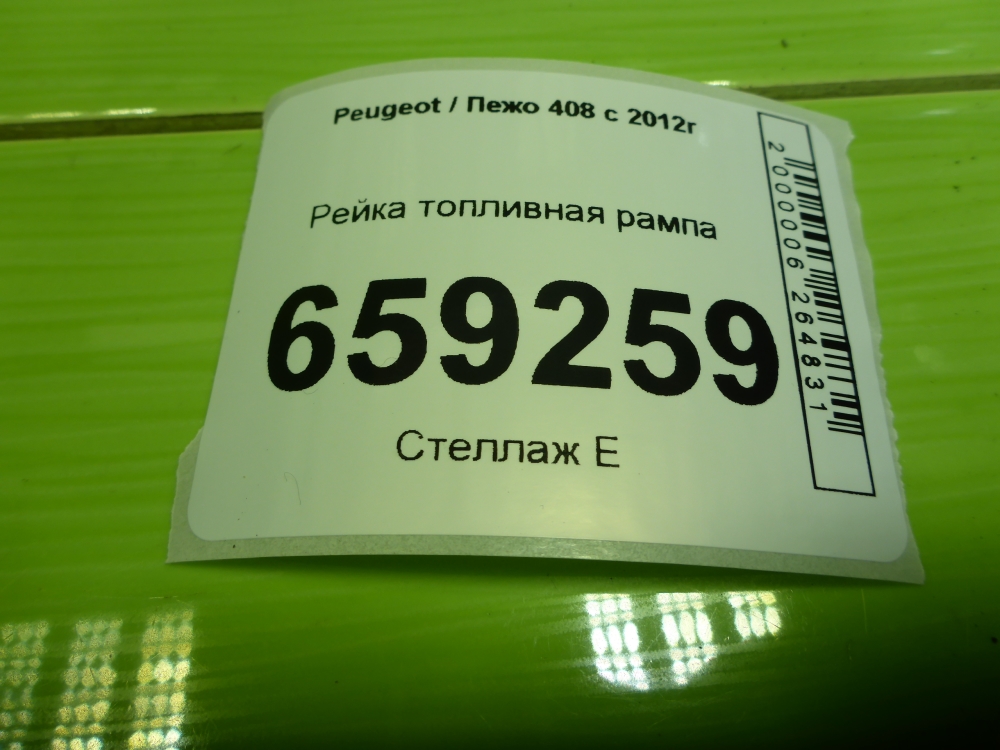 Peugeot / Пежо 408 с 2012г
Рейка топливная рампа
659259
Стеллаж Е
2000006264831